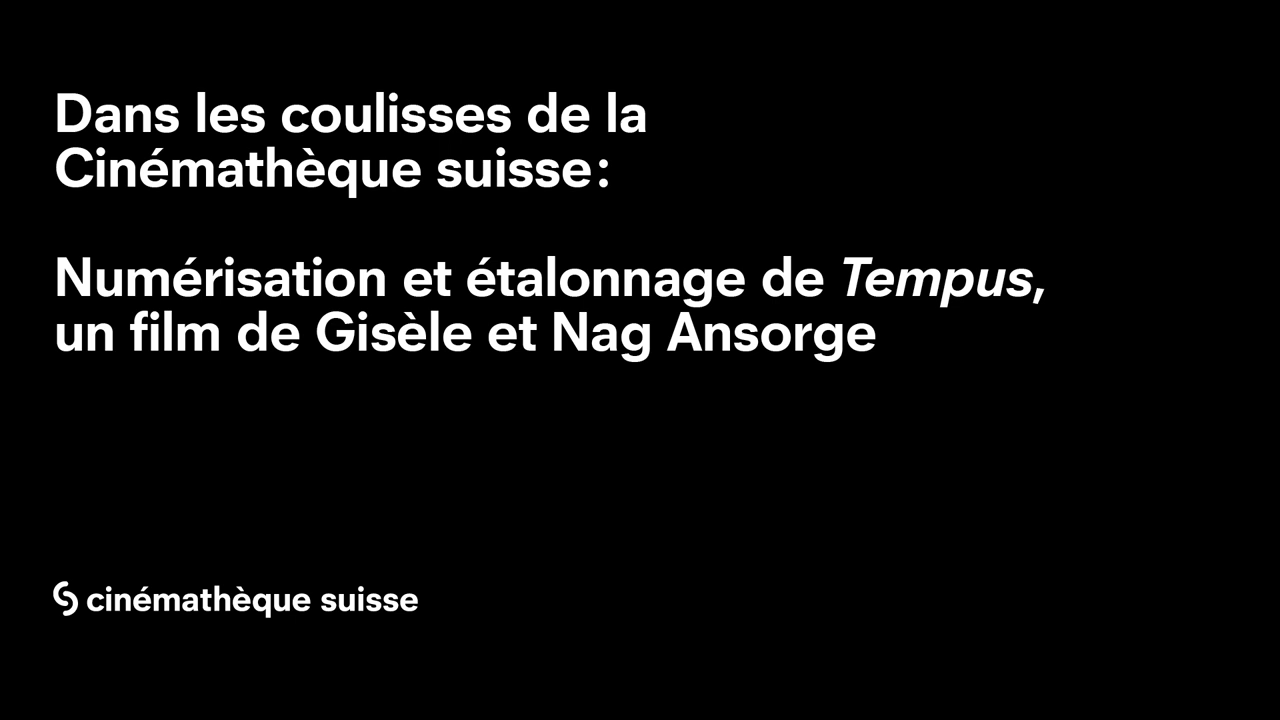 Dans les coulisses de la
Cinémathèque suisse :
Numérisation et étalonnage de Tempus,
un film de Gisèle et Nag Ansorge
cinémathèque suisse